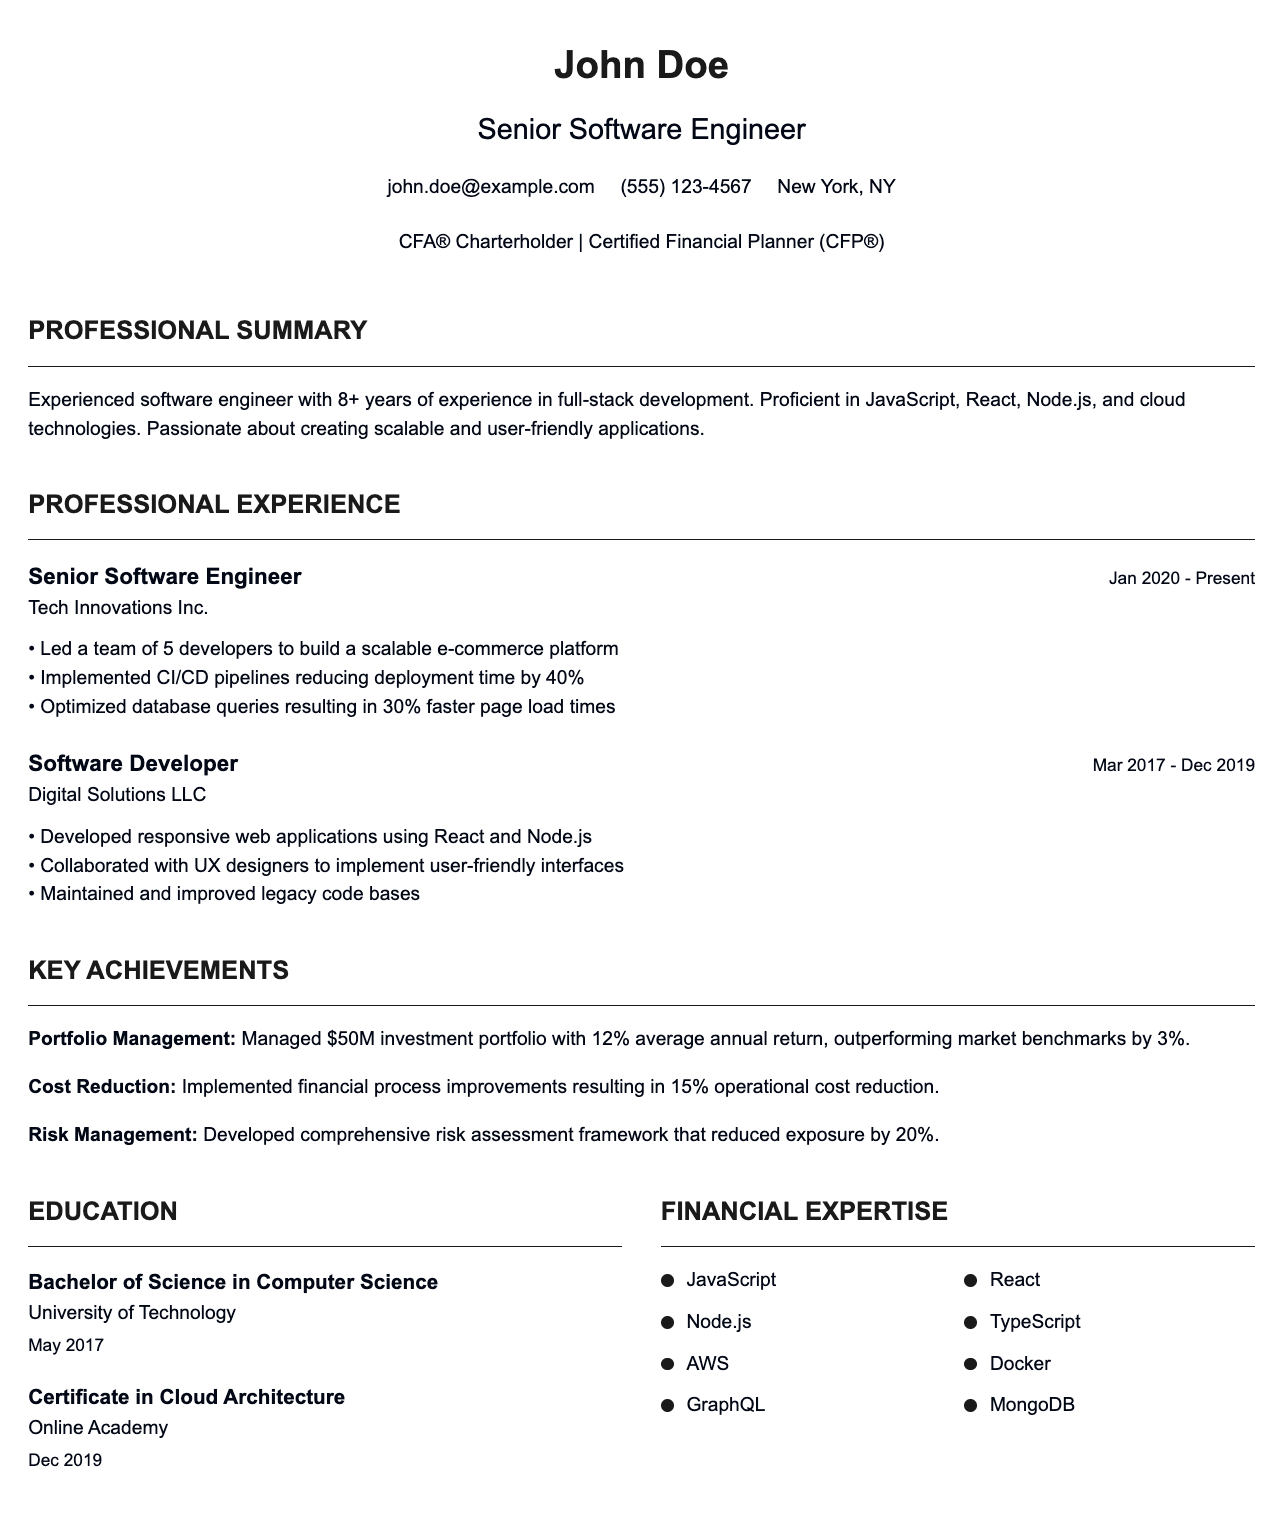 John Doe
Senior Software Engineer
john.doe@example.com (555) 123-4567 New York, NY
CFA® Charterholder | Certified Financial Planner (CFP®)
PROFESSIONAL SUMMARY
Experienced software engineer with 8+ years of experience in full-stack development. Proficient in JavaScript, React, Node.js, and cloud
technologies. Passionate about creating scalable and user-friendly applications.
PROFESSIONAL EXPERIENCE
Senior Software Engineer Jan 2020 - Present
Tech Innovations Inc.
• Led a team of 5 developers to build a scalable e-commerce platform
• Implemented CI/CD pipelines reducing deployment time by 40%
• Optimized database queries resulting in 30% faster page load times
Software Developer Mar 2017 - Dec 2019
Digital Solutions LLC
• Developed responsive web applications using React and Node.js
• Collaborated with UX designers to implement user-friendly interfaces
• Maintained and improved legacy code bases
KEY ACHIEVEMENTS
Portfolio Management: Managed $50M investment portfolio with 12% average annual return, outperforming market benchmarks by 3%.
Cost Reduction: Implemented financial process improvements resulting in 15% operational cost reduction.
Risk Management: Developed comprehensive risk assessment framework that reduced exposure by 20%.
EDUCATION
Bachelor of Science in Computer Science
University of Technology
May 2017
Certificate in Cloud Architecture
Online Academy
Dec 2019
FINANCIAL EXPERTISE
● JavaScript ● React
● Node.js ● TypeScript
● AWS ● Docker
● GraphQL ● MongoDB